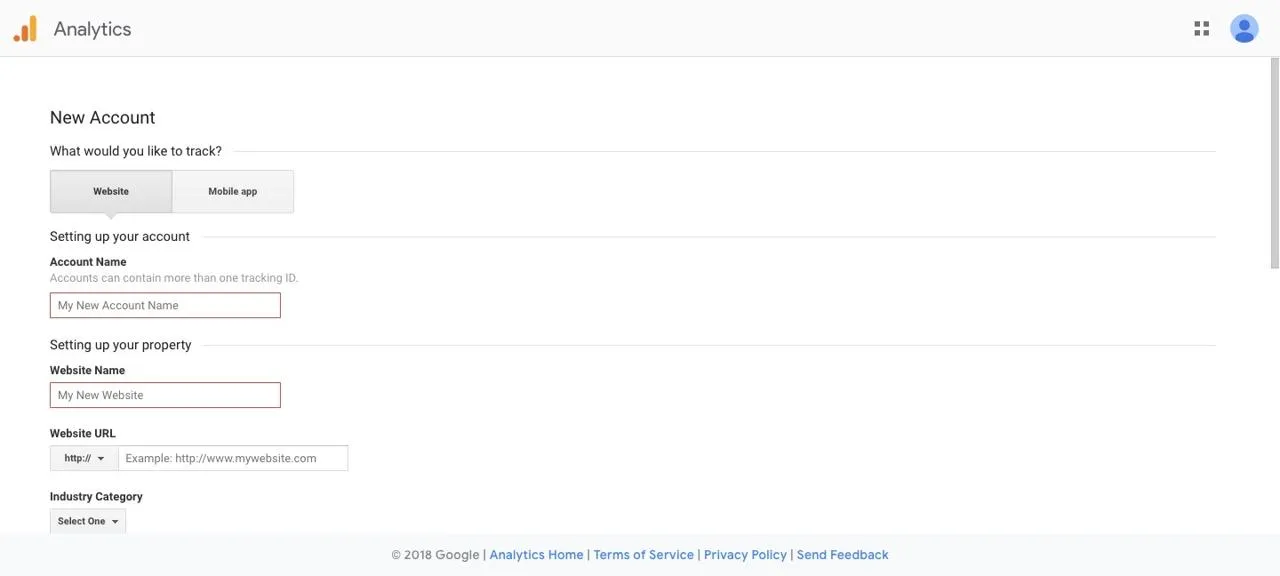 Analytics
New Account
What would you like to track?
Website Mobile app
Setting up your account
Account Name
Accounts can contain more than one tracking ID.
My New Account Name
Setting up your property
Website Name
My New Website
Website URL
http:// Example: http://www.mywebsite.com
Industry Category
Select One
© 2018 Google | Analytics Home | Terms of Service | Privacy Policy | Send Feedback